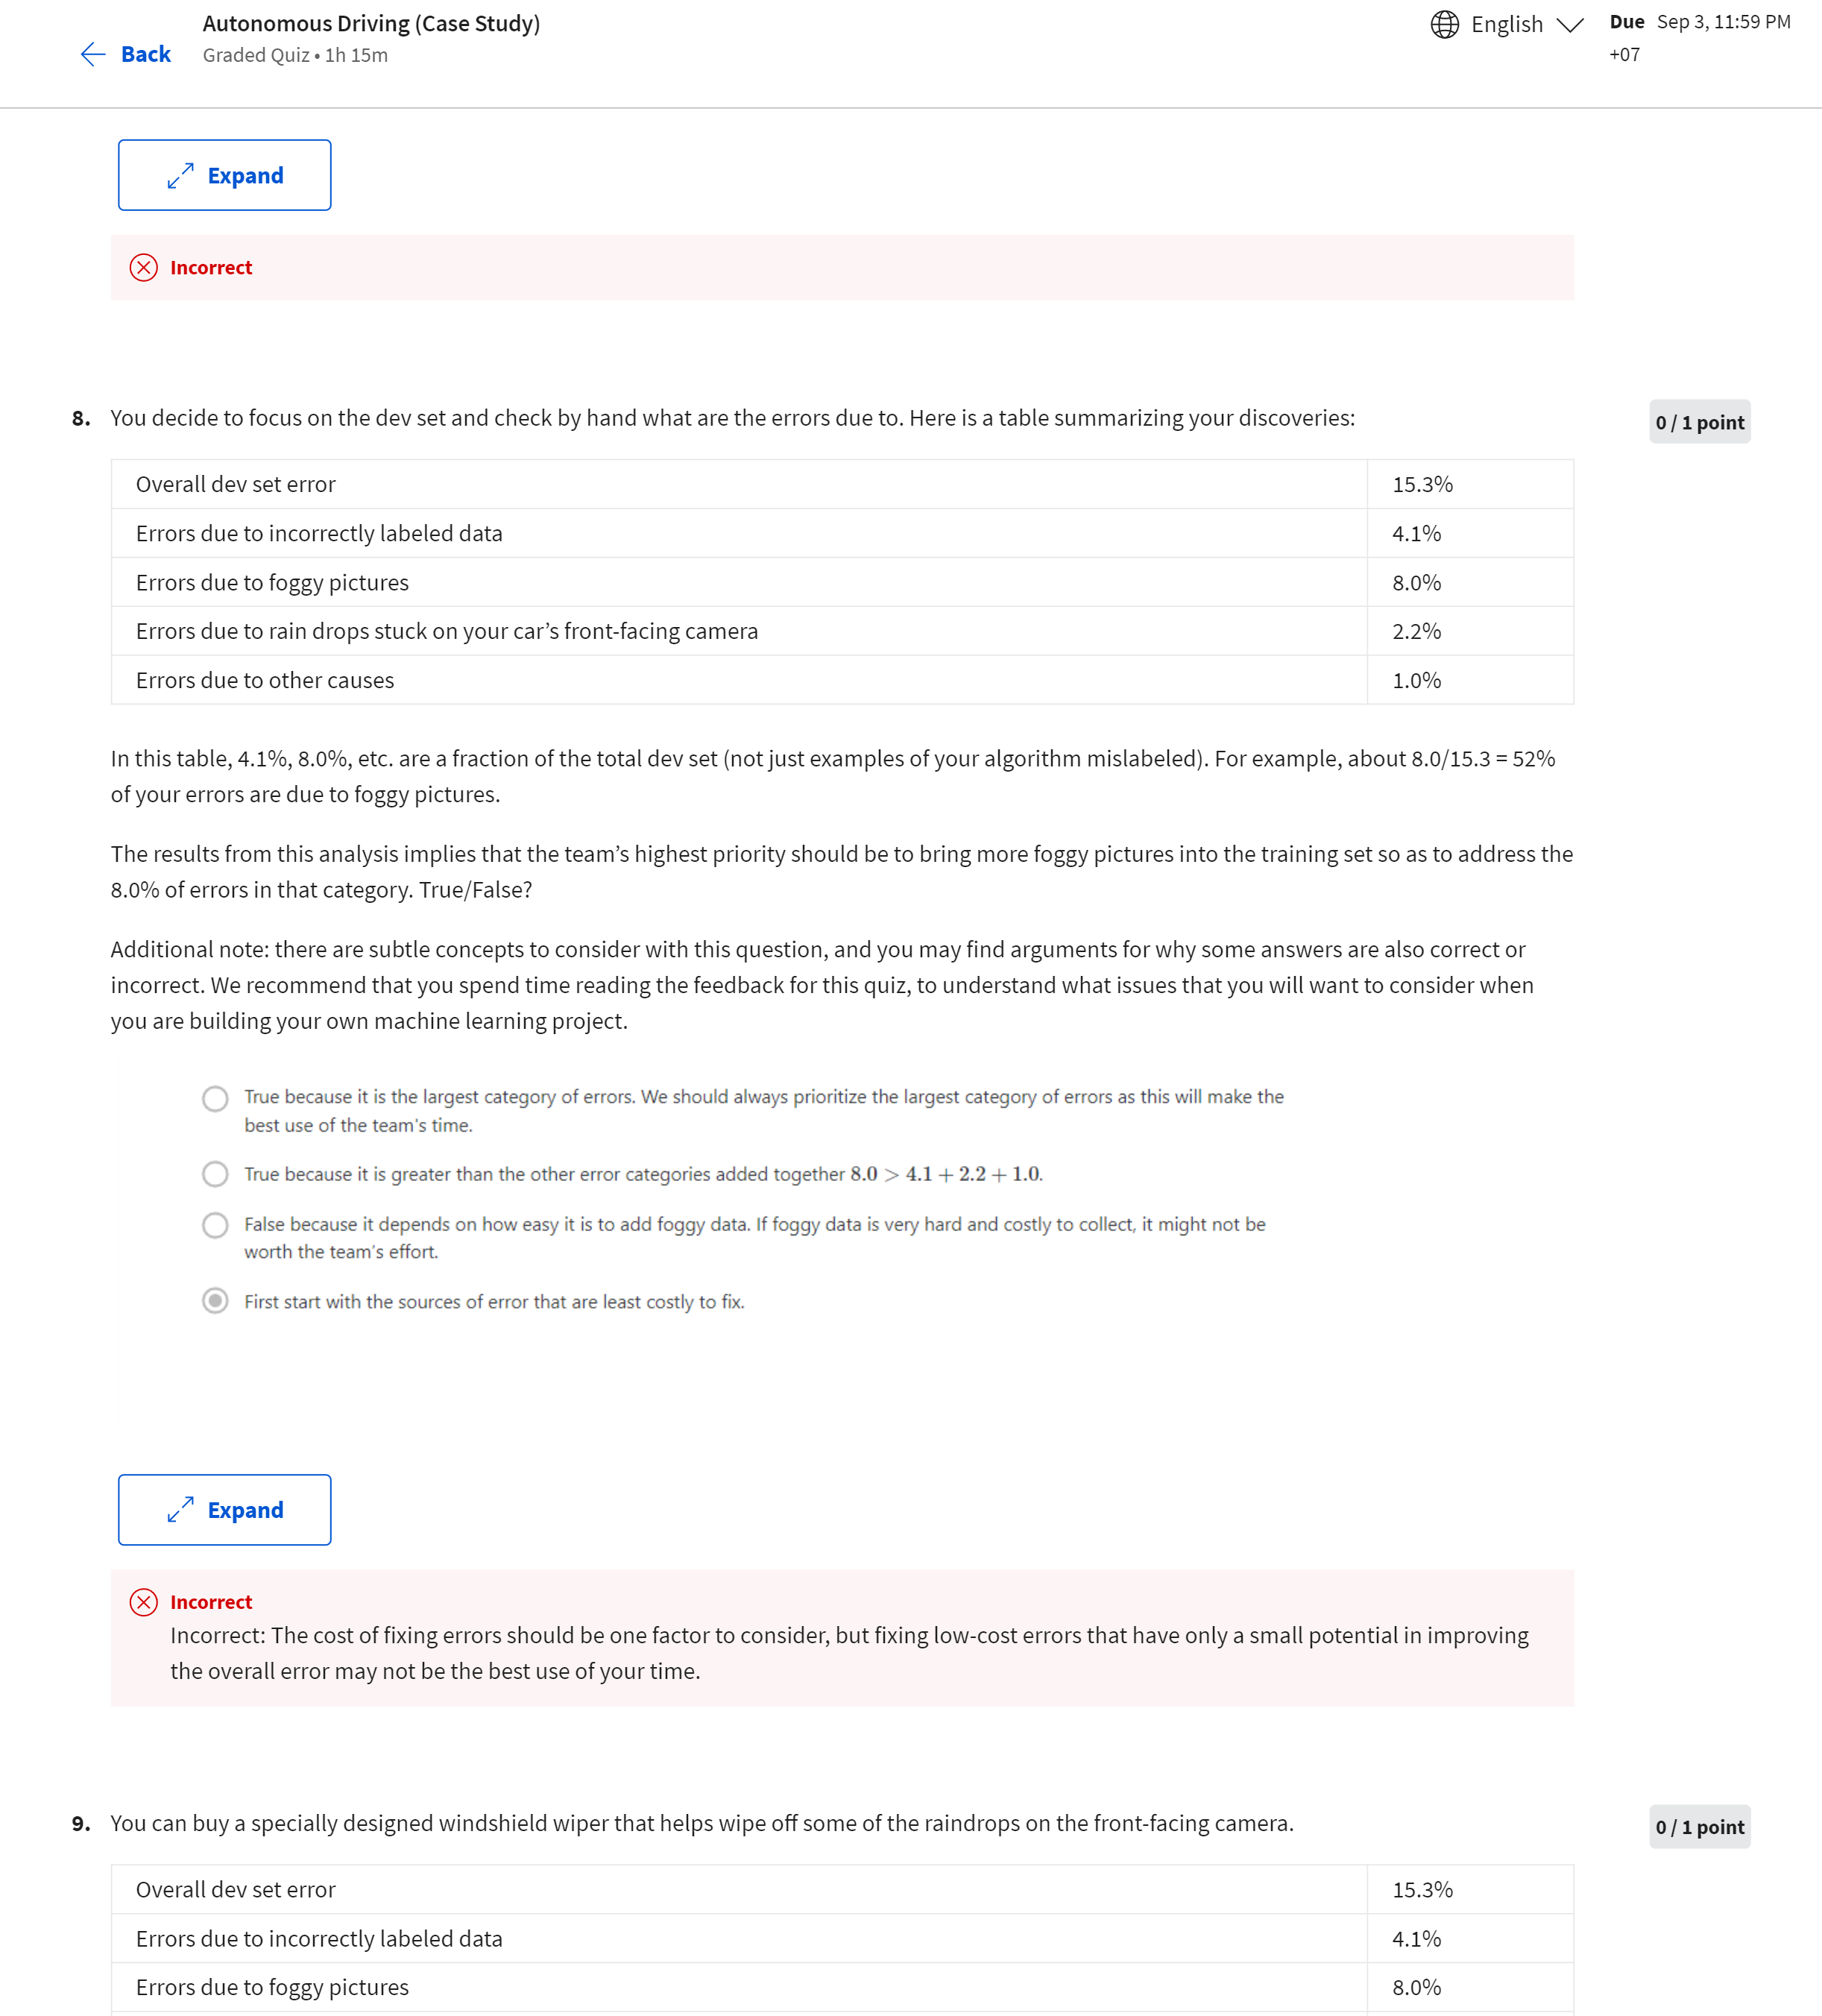 Back
Autonomous Driving (Case Study)
Graded Quiz • 1h 15m
English
Due Sep 3, 11:59 PM
+07
Expand
Incorrect
8. You decide to focus on the dev set and check by hand what are the errors due to. Here is a table summarizing your discoveries:
0 / 1 point
Overall dev set error 15.3%
Errors due to incorrectly labeled data 4.1%
Errors due to foggy pictures 8.0%
Errors due to rain drops stuck on your car’s front-facing camera 2.2%
Errors due to other causes 1.0%
In this table, 4.1%, 8.0%, etc. are a fraction of the total dev set (not just examples of your algorithm mislabeled). For example, about 8.0/15.3 = 52%
of your errors are due to foggy pictures.
The results from this analysis implies that the team’s highest priority should be to bring more foggy pictures into the training set so as to address the
8.0% of errors in that category. True/False?
Additional note: there are subtle concepts to consider with this question, and you may find arguments for why some answers are also correct or
incorrect. We recommend that you spend time reading the feedback for this quiz, to understand what issues that you will want to consider when
you are building your own machine learning project.
True because it is the largest category of errors. We should always prioritize the largest category of errors as this will make the
best use of the team's time.
True because it is greater than the other error categories added together 8.0 > 4.1 + 2.2 + 1.0.
False because it depends on how easy it is to add foggy data. If foggy data is very hard and costly to collect, it might not be
worth the team’s effort.
First start with the sources of error that are least costly to fix.
Expand
Incorrect
Incorrect: The cost of fixing errors should be one factor to consider, but fixing low-cost errors that have only a small potential in improving
the overall error may not be the best use of your time.
9. You can buy a specially designed windshield wiper that helps wipe off some of the raindrops on the front-facing camera.
0 / 1 point
Overall dev set error 15.3%
Errors due to incorrectly labeled data 4.1%
Errors due to foggy pictures 8.0%